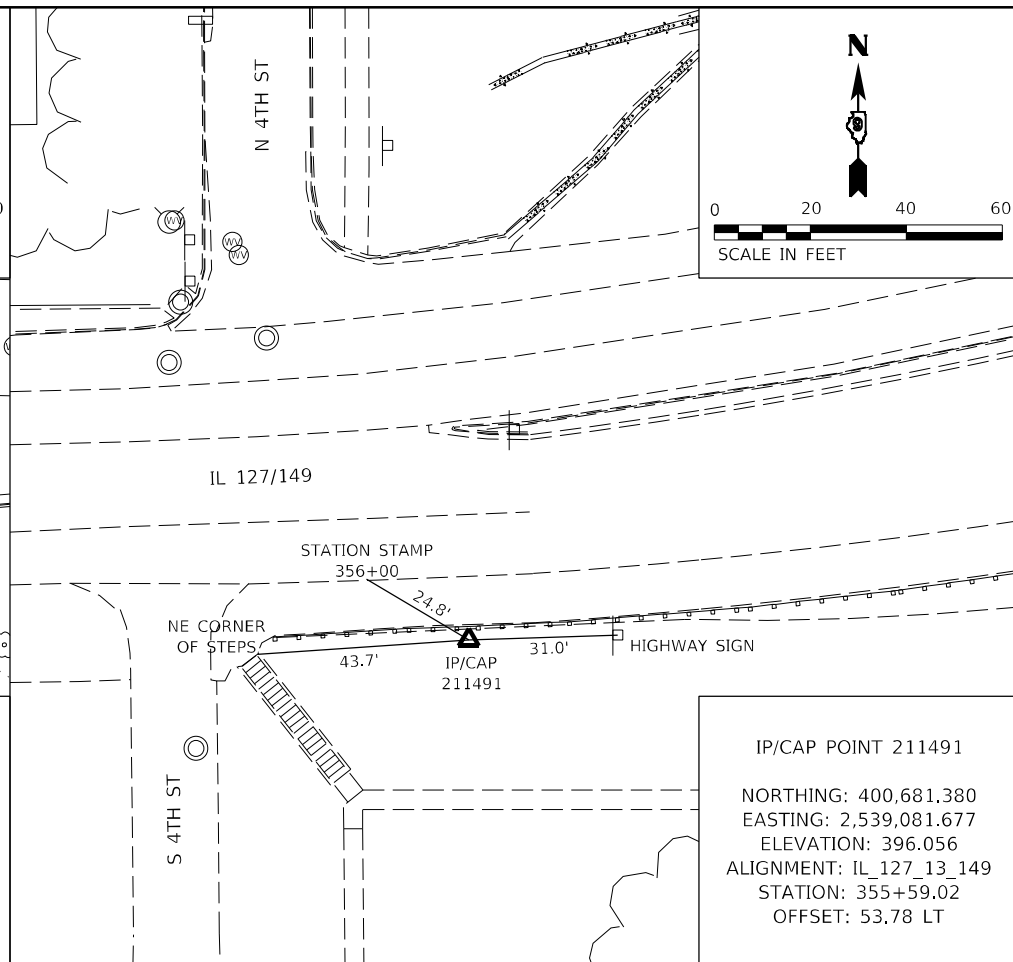 N 4TH ST
N
0 20 40 60
SCALE IN FEET
WV
WV
WV
IL 127/149
STATION STAMP
356+00
24.8'
NE CORNER
OF STEPS
43.7'
31.0'
HIGHWAY SIGN
IP/CAP
211491
S 4TH ST
IP/CAP POINT 211491
NORTHING: 400,681.380
EASTING: 2,539,081.677
ELEVATION: 396.056
ALIGNMENT: IL_127_13_149
STATION: 355+59.02
OFFSET: 53.78 LT